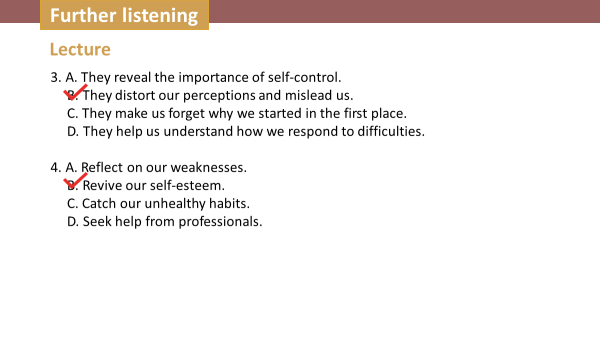 Further listening
Lecture
3. A. They reveal the importance of self-control.
B. They distort our perceptions and mislead us.
C. They make us forget why we started in the first place.
D. They help us understand how we respond to difficulties.
4. A. Reflect on our weaknesses.
B. Revive our self-esteem.
C. Catch our unhealthy habits.
D. Seek help from professionals.